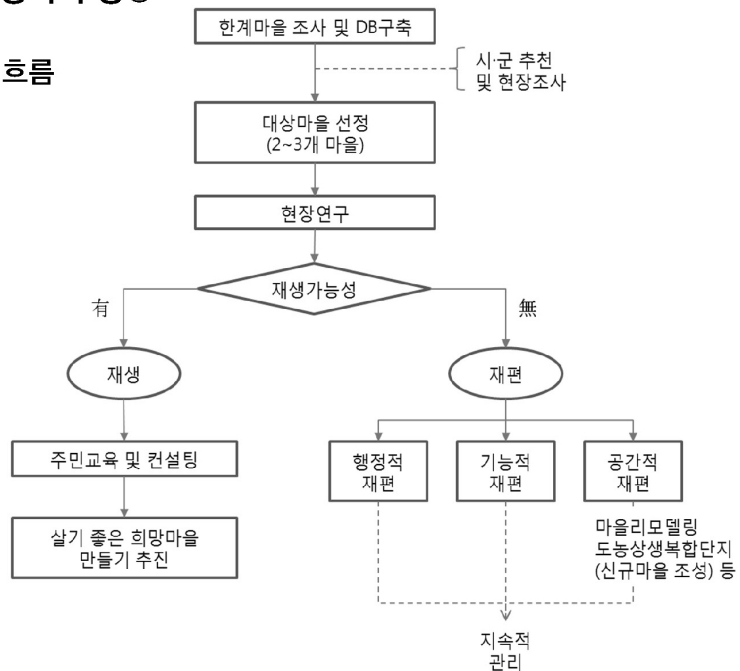 한계마을 조사 및 DB구축
흐름
시·군 추천
및 현장조사
대상마을 선정
(2~3개 마을)
현장연구
재생가능성
有
無
재생
재편
주민교육 및 컨설팅
행정적
재편
기능적
재편
공간적
재편
살기 좋은 희망마을
만들기 추진
마을리모델링
도농상생복합단지
(신규마을 조성) 등
지속적
관리